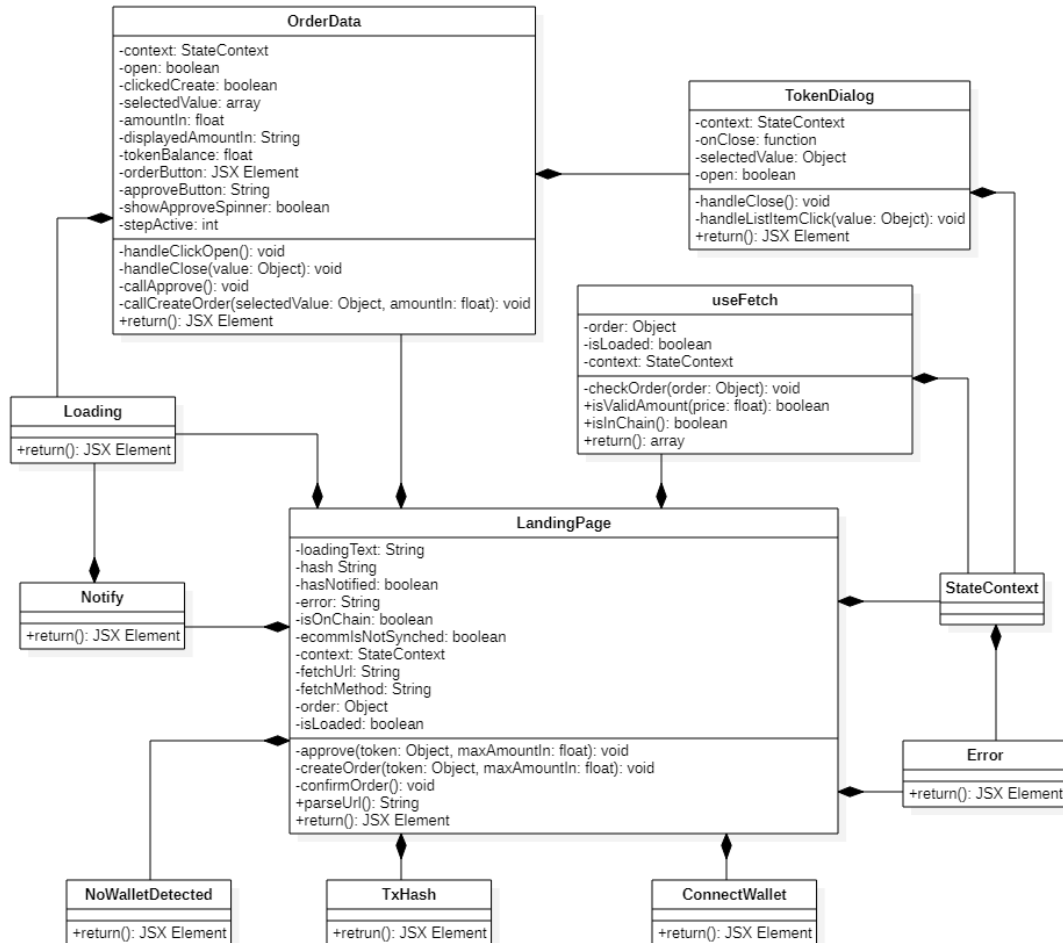 OrderData
-context: StateContext
-open: boolean
-clickedCreate: boolean
-selectedValue: array
-amountIn: float
-displayedAmountIn: String
-tokenBalance: float
-orderButton: JSX Element
-approveButton: String
-showApproveSpinner: boolean
-stepActive: int
-handleClickOpen(): void
-handleClose(value: Object): void
-callApprove(): void
-callCreateOrder(selectedValue: Object, amountIn: float): void
+return(): JSX Element
TokenDialog
-context: StateContext
-onClose: function
-selectedValue: Object
-open: boolean
-handleClose(): void
-handleListItemClick(value: Obejct): void
+return(): JSX Element
useFetch
-order: Object
-isLoaded: boolean
-context: StateContext
-checkOrder(order: Object): void
+isValidAmount(price: float): boolean
+isInChain(): boolean
+return(): array
Loading
+return(): JSX Element
LandingPage
-loadingText: String
-hash String
-hasNotified: boolean
-error: String
-isOnChain: boolean
-ecommIsNotSynched: boolean
-context: StateContext
-fetchUrl: String
-fetchMethod: String
-order: Object
-isLoaded: boolean
-approve(token: Object, maxAmountIn: float): void
-createOrder(token: Object, maxAmountIn: float): void
-confirmOrder(): void
+parseUrl(): String
+return(): JSX Element
Notify
+return(): JSX Element
StateContext
Error
+return(): JSX Element
NoWalletDetected
+return(): JSX Element
TxHash
+retrun(): JSX Element
ConnectWallet
+return(): JSX Element